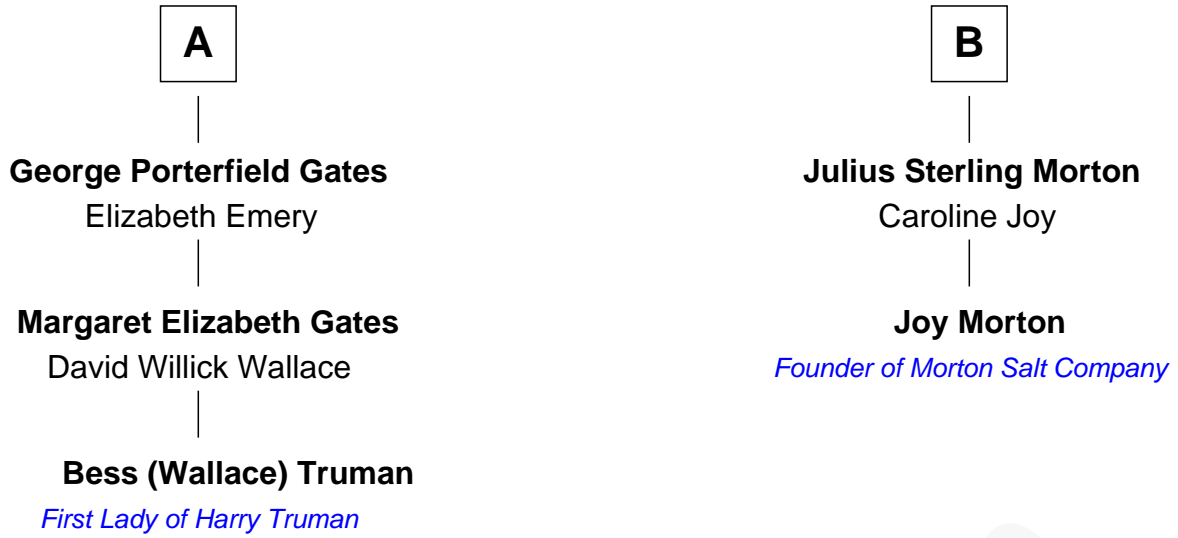 A
George Porterfield Gates
Elizabeth Emery
Margaret Elizabeth Gates
David Willick Wallace
Bess (Wallace) Truman
First Lady of Harry Truman
B
Julius Sterling Morton
Caroline Joy
Joy Morton
Founder of Morton Salt Company